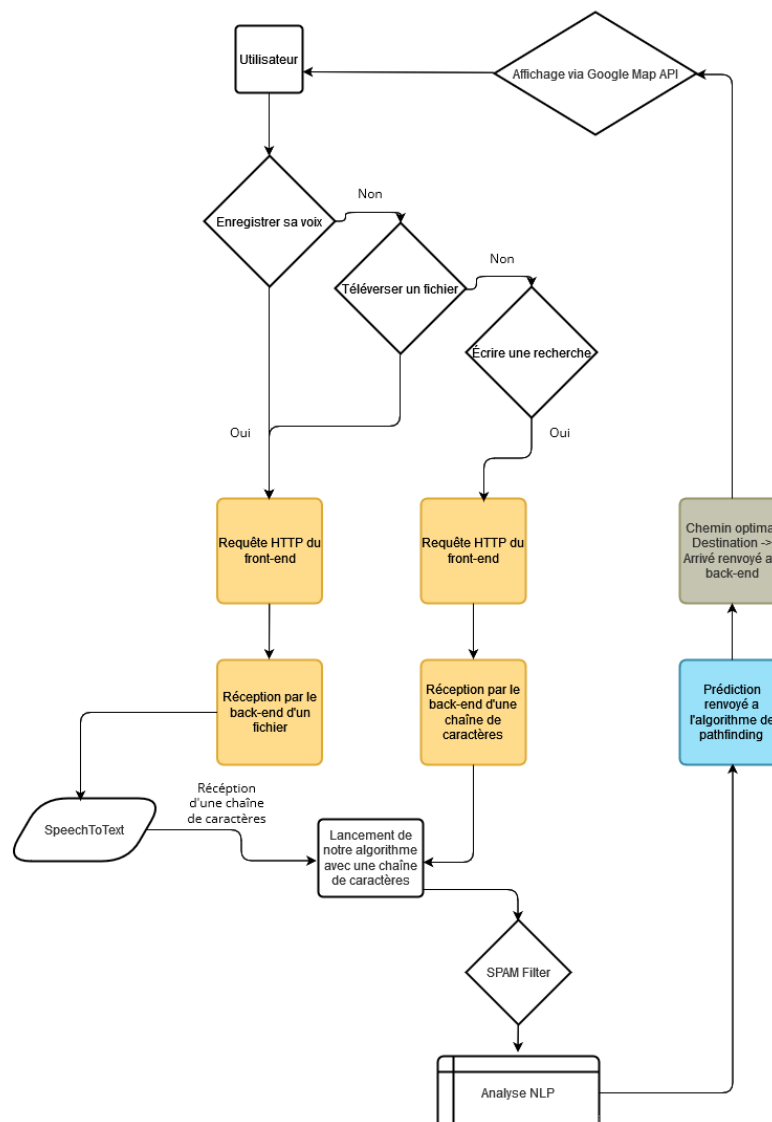 Utilisateur
Affichage via Google Map API
Non
Enregistrer sa voix
Non
Téléverser un fichier
Écrire une recherche
Oui
Oui
Requête HTTP du
front-end
Requête HTTP du
front-end
Chemin optima
Destination ->
Arrivé renvoyé a
back-end
Réception par le
back-end d'un
fichier
Réception par le
back-end d'une
chaîne de
caractères
Prédiction
renvoyé a
l'algorithme de
pathfinding
Récéption
d'une chaîne
de caractères
SpeechToText
Lancement de
notre algorithme
avec une chaîne
de caractères
SPAM Filter
Analyse NLP